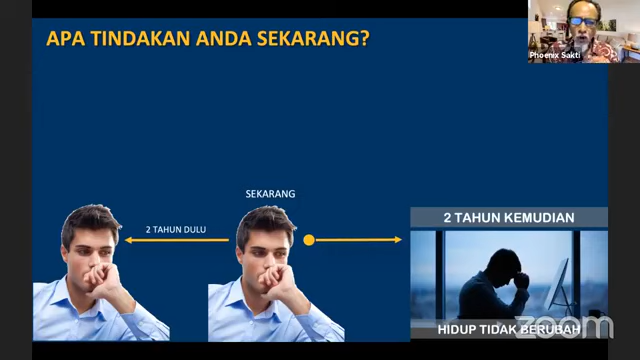 APA TINDAKAN ANDA SEKARANG?
Phoenix Sakti
SEKARANG
2 TAHUN DULU
2 TAHUN KEMUDIAN
HIDUP TIDAK BERUBAH
zoom